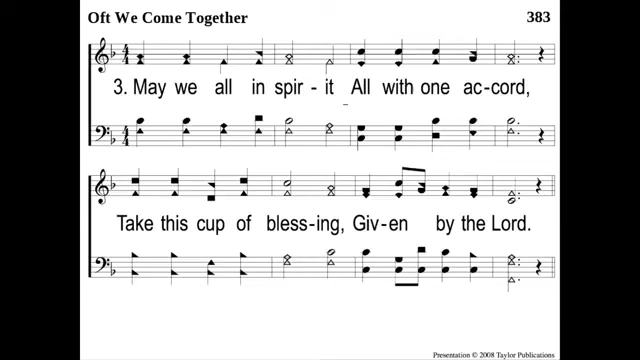 Oft We Come Together 383
3. May we all in spir - it All with one ac-cord,
Take this cup of bless-ing, Giv-en by the Lord.
Presentation © 2008 Taylor Publications